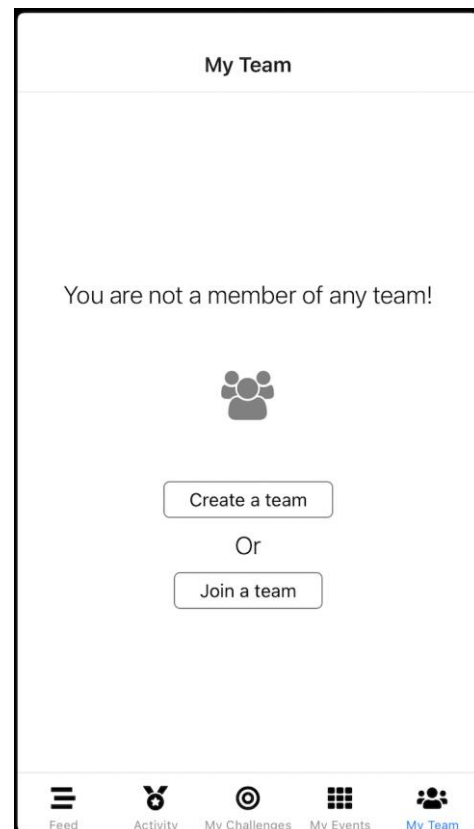 My Team
You are not a member of any team!
Create a team
Or
Join a team
Feed Activity My Challenges My Events My Team